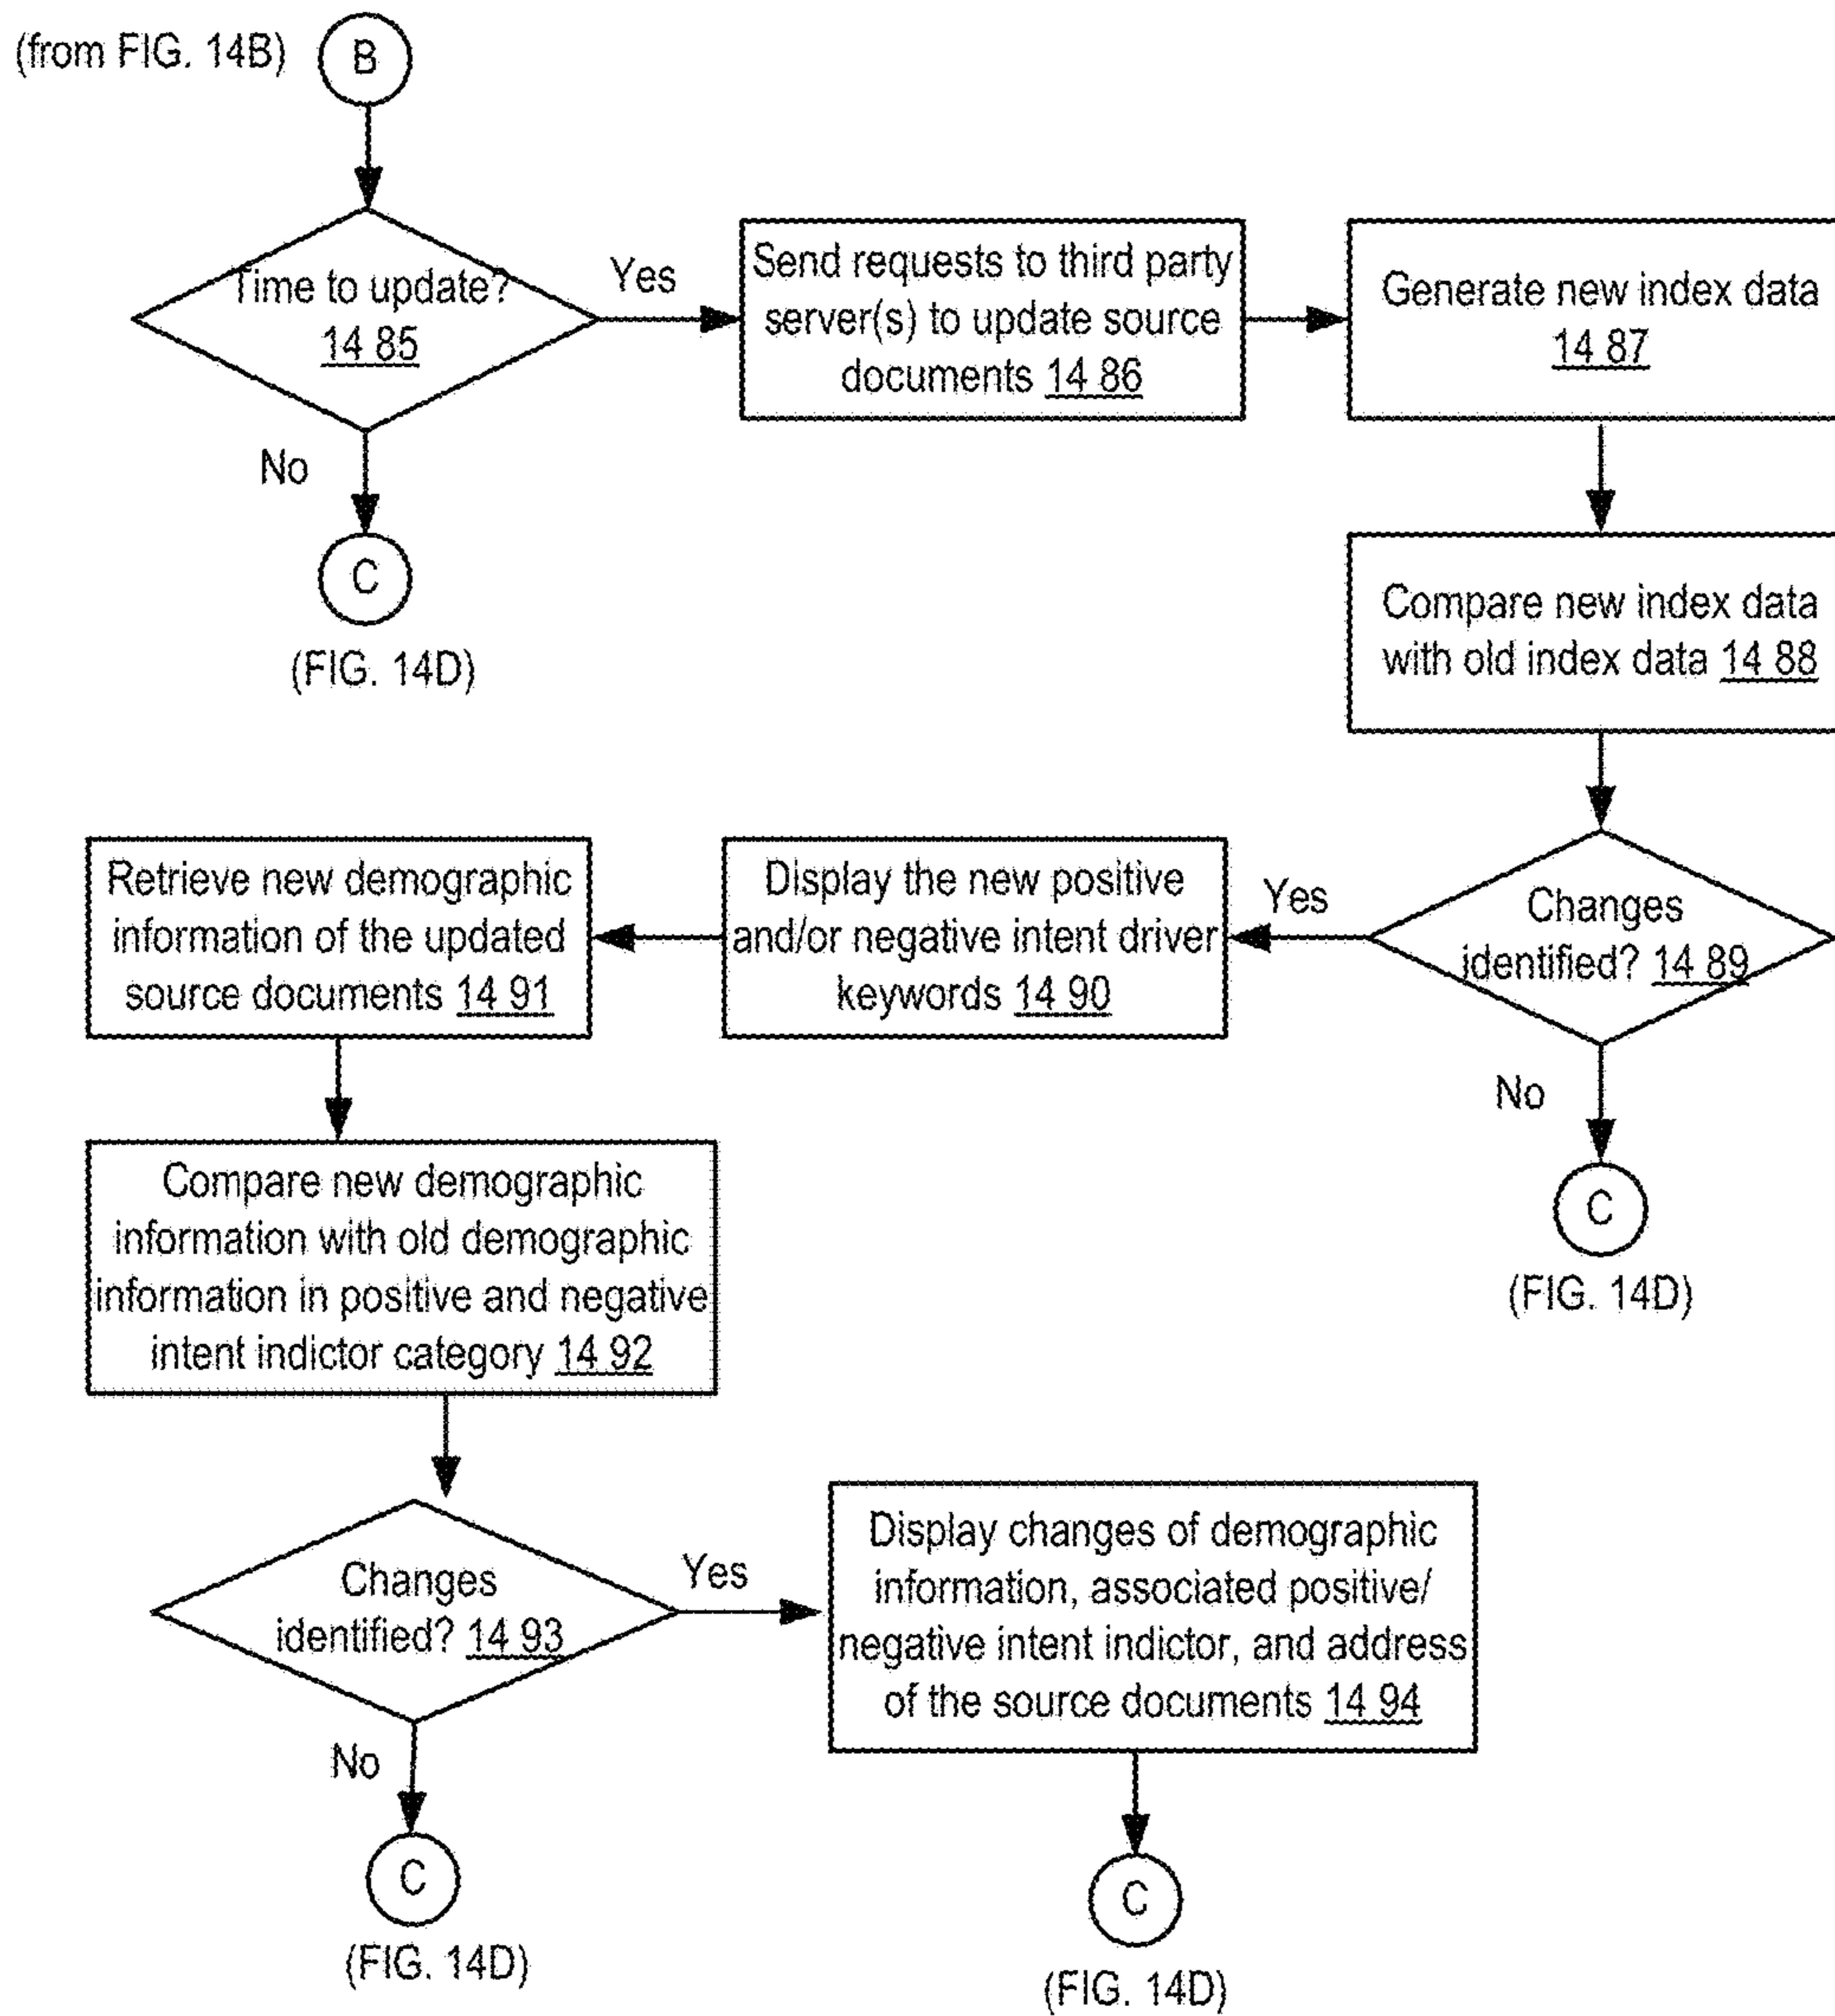 (from FIG. 14B)
B
Time to update?
14 85
Yes
No
C
(FIG. 14D)
Send requests to third party
server(s) to update source
documents 14 86
Generate new index data
14 87
Compare new index data
with old index data 14 88
Changes
identified? 14 89
Yes
No
C
(FIG. 14D)
Display the new positive
and/or negative intent driver
keywords 14 90
Retrieve new demographic
information of the updated
source documents 14 91
Compare new demographic
information with old demographic
information in positive and negative
intent indictor category 14 92
Changes
identified? 14 93
Yes
No
C
(FIG. 14D)
Display changes of demographic
information, associated positive/
negative intent indictor, and address
of the source documents 14 94
C
(FIG. 14D)